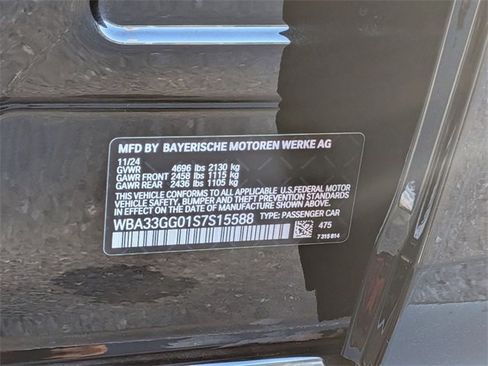 MFD BY BAYERISCHE MOTOREN WERKE AG
11/24
GVWR 4696 lbs 2130 kg
GAWR FRONT 2458 lbs 1115 kg
GAWR REAR 2436 lbs 1105 kg
THIS VEHICLE CONFORMS TO ALL APPLICABLE U.S.FEDERAL MOTOR
VEHICLE SAFETY, BUMPER, AND THEFT PREVENTION
STANDARDS IN EFFECT ON THE DATE OF MANUFACTURE SHOWN ABOVE.
WBA33GG01S7S15588 TYPE: PASSENGER CAR
475
7 315 814